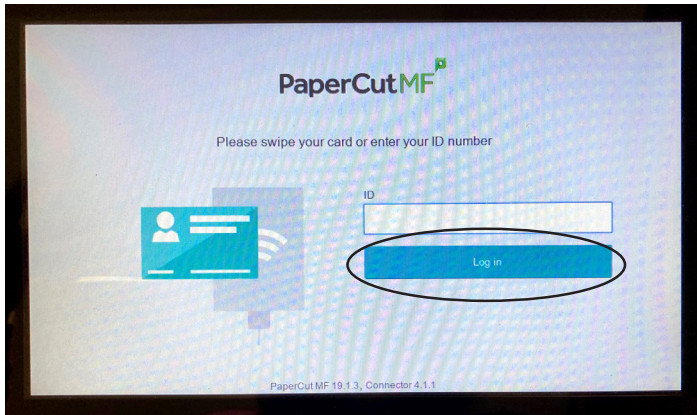 PaperCutMF
Please swipe your card or enter your ID number
ID
Log in
PaperCut MF 19.1.3, Connector 4.1.1